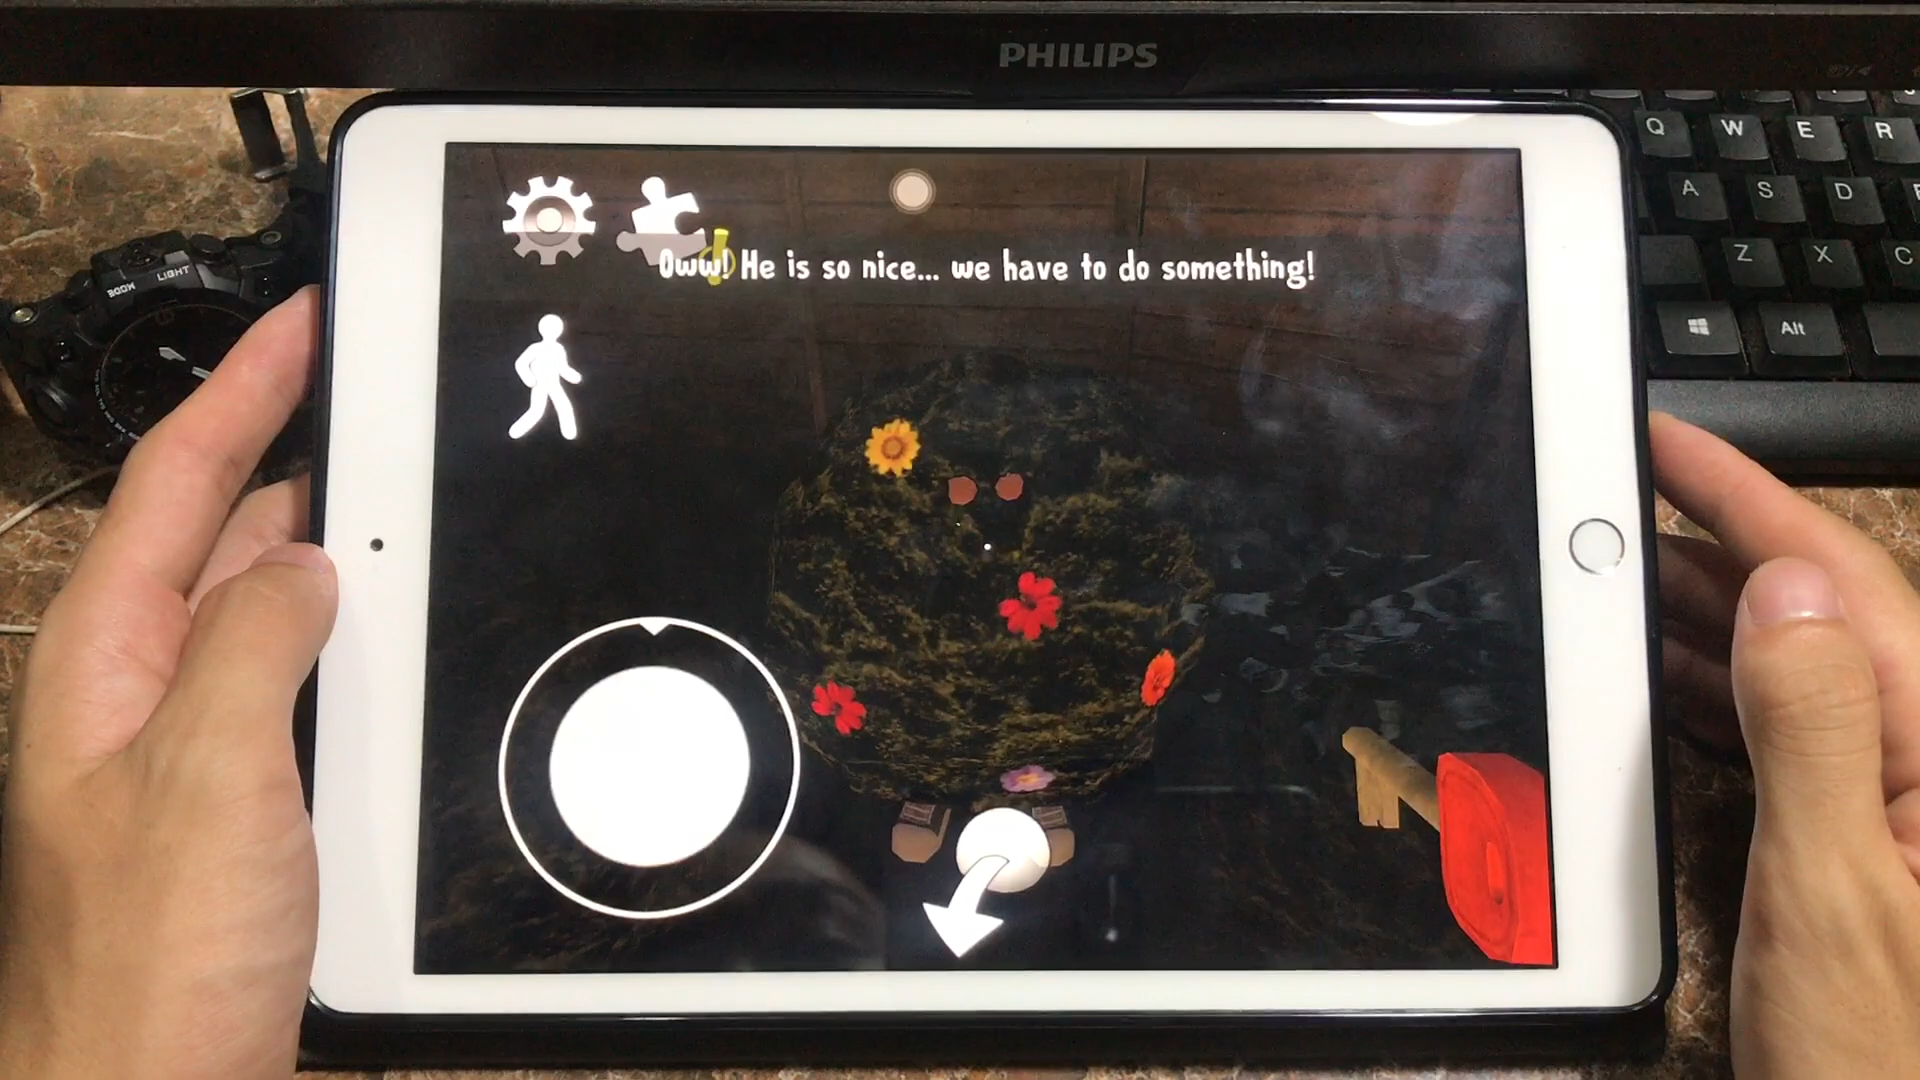 PHILIPS
Q W E R
A S D F
Z X C
Alt
LIGHT
MODE
Oww! He is so nice... we have to do something!